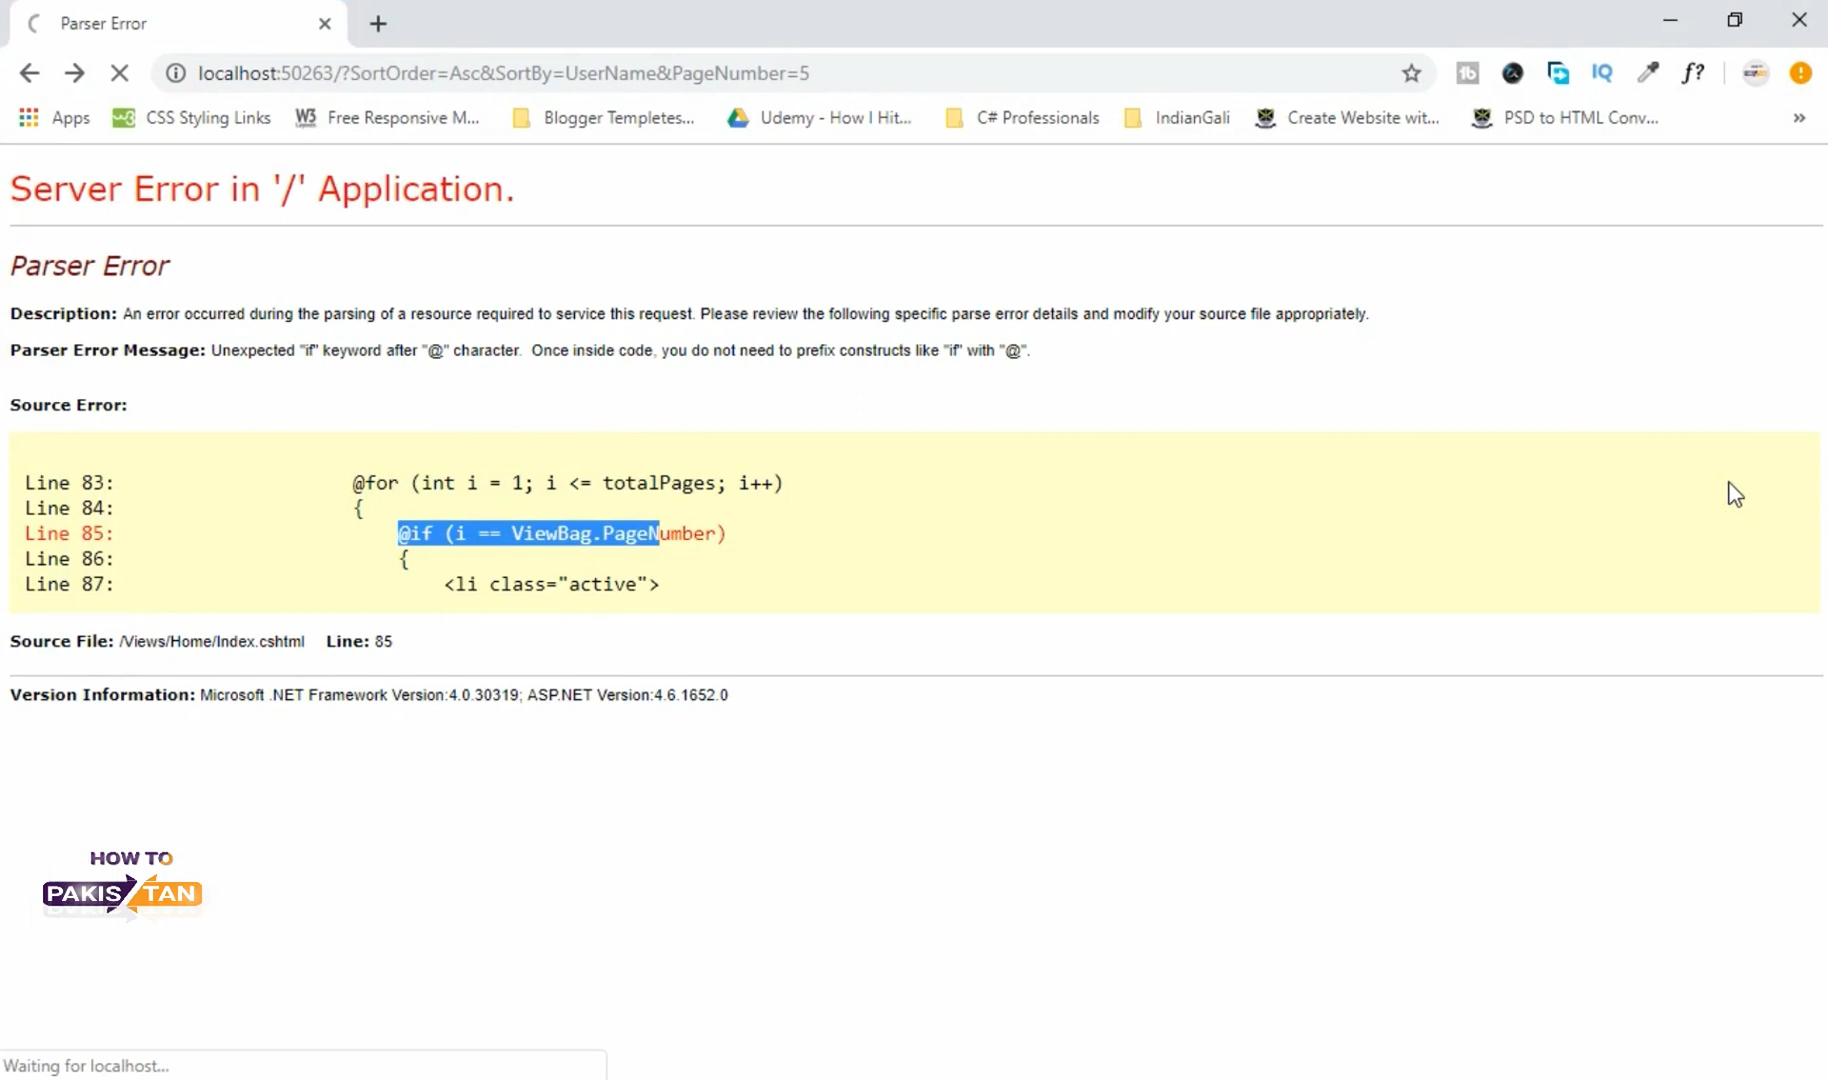 Parser Error
localhost:50263/?SortOrder=Asc&SortBy=UserName&PageNumber=5
tb
IQ
f?
Apps
CSS Styling Links
Free Responsive M...
Blogger Templetes...
Udemy - How I Hit...
C# Professionals
IndianGali
Create Website wit...
PSD to HTML Conv...
Server Error in '/' Application.
Parser Error
Description: An error occurred during the parsing of a resource required to service this request. Please review the following specific parse error details and modify your source file appropriately.
Parser Error Message: Unexpected "if" keyword after "@" character.  Once inside code, you do not need to prefix constructs like "if" with "@".
Source Error:
Line 83:                     @for (int i = 1; i <= totalPages; i++)
Line 84:                     {
Line 85:                         @if (i == ViewBag.PageNumber)
Line 86:                         {
Line 87:                             <li class="active">
Source File: /Views/Home/Index.cshtml    Line: 85
Version Information: Microsoft .NET Framework Version:4.0.30319; ASP.NET Version:4.6.1652.0
HOW TO
PAKISTAN
Waiting for localhost...